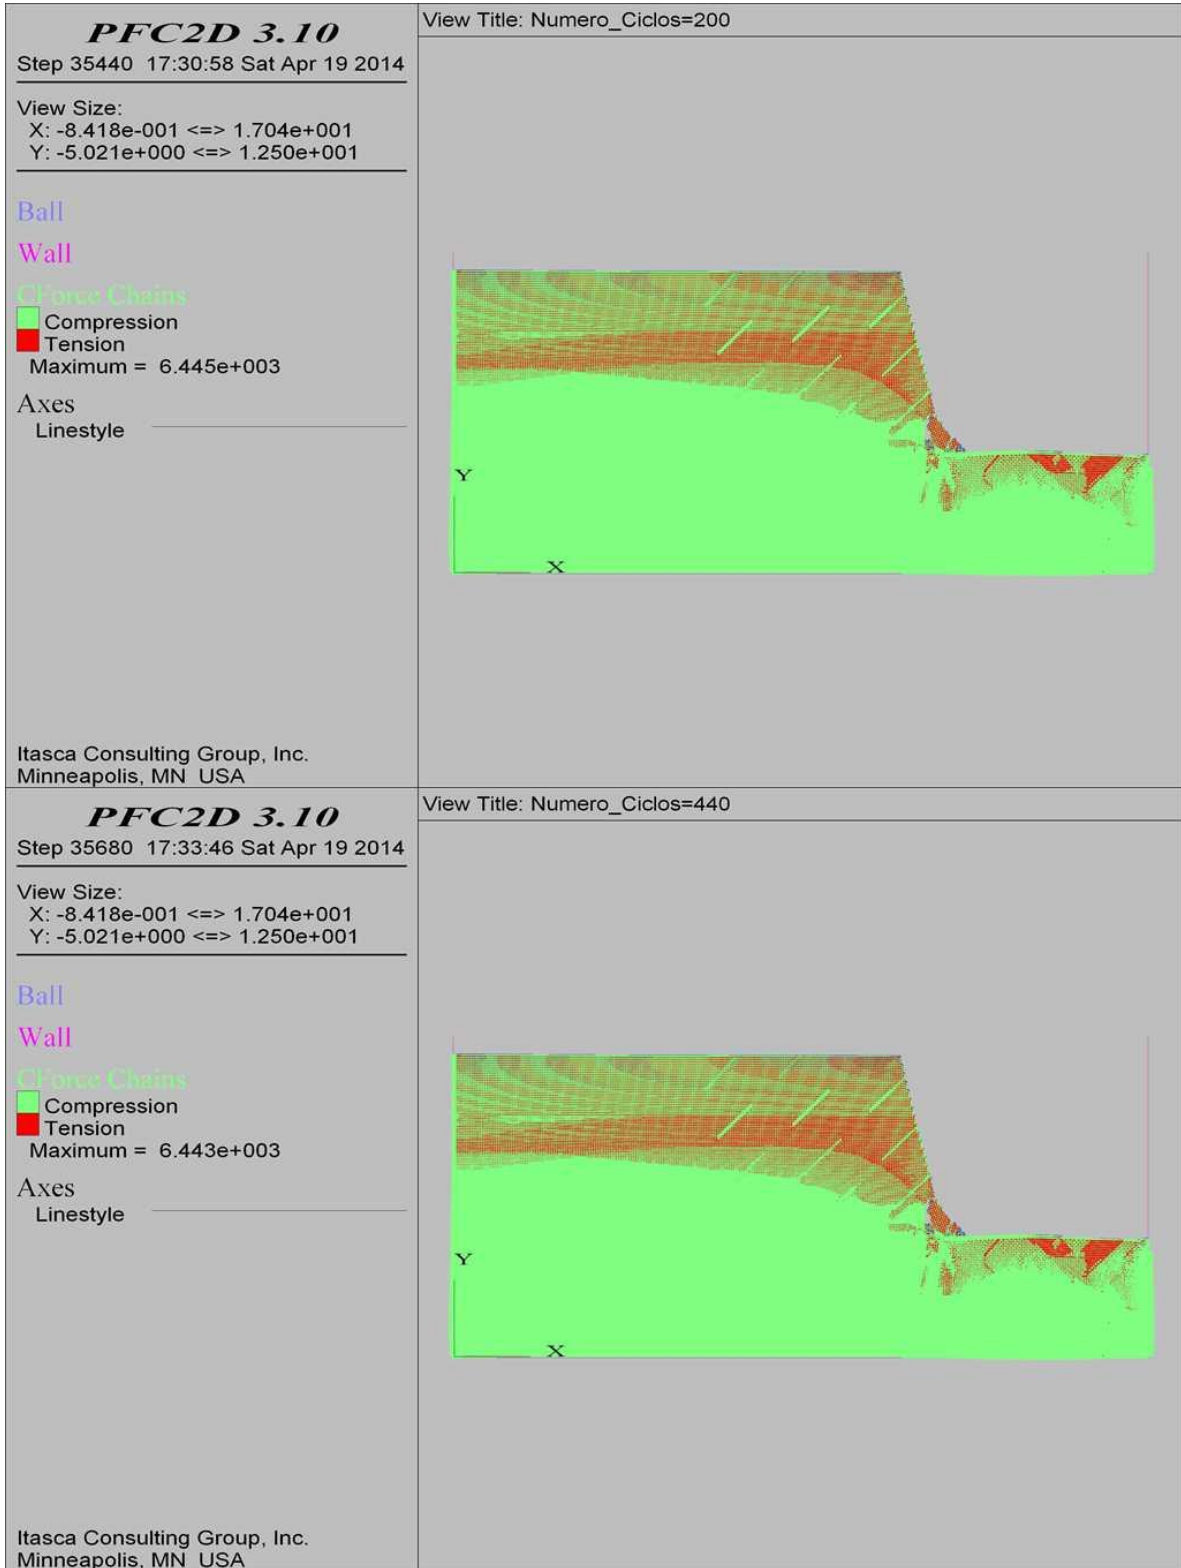 PFC2D 3.10
Step 35440 17:30:58 Sat Apr 19 2014
View Size:
X: -8.418e-001 <=> 1.704e+001
Y: -5.021e+000 <=> 1.250e+001
Ball
Wall
CForce Chains
Compression
Tension
Maximum = 6.445e+003
Axes
Linestyle
Itasca Consulting Group, Inc.
Minneapolis, MN USA
View Title: Numero_Ciclos=200
Y
X
PFC2D 3.10
Step 35680 17:33:46 Sat Apr 19 2014
View Size:
X: -8.418e-001 <=> 1.704e+001
Y: -5.021e+000 <=> 1.250e+001
Ball
Wall
CForce Chains
Compression
Tension
Maximum = 6.443e+003
Axes
Linestyle
Itasca Consulting Group, Inc.
Minneapolis, MN USA
View Title: Numero_Ciclos=440
Y
X